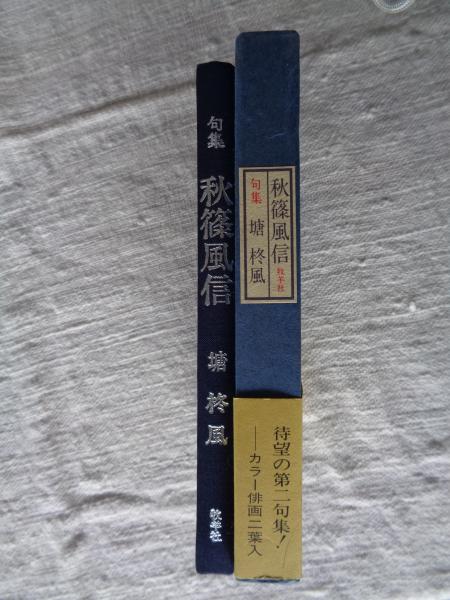 句集
秋篠風信
塘柊風
牧羊社
秋篠風信
牧羊社
句集
塘柊風
待望の第二句集!
——カラー俳画二葉入